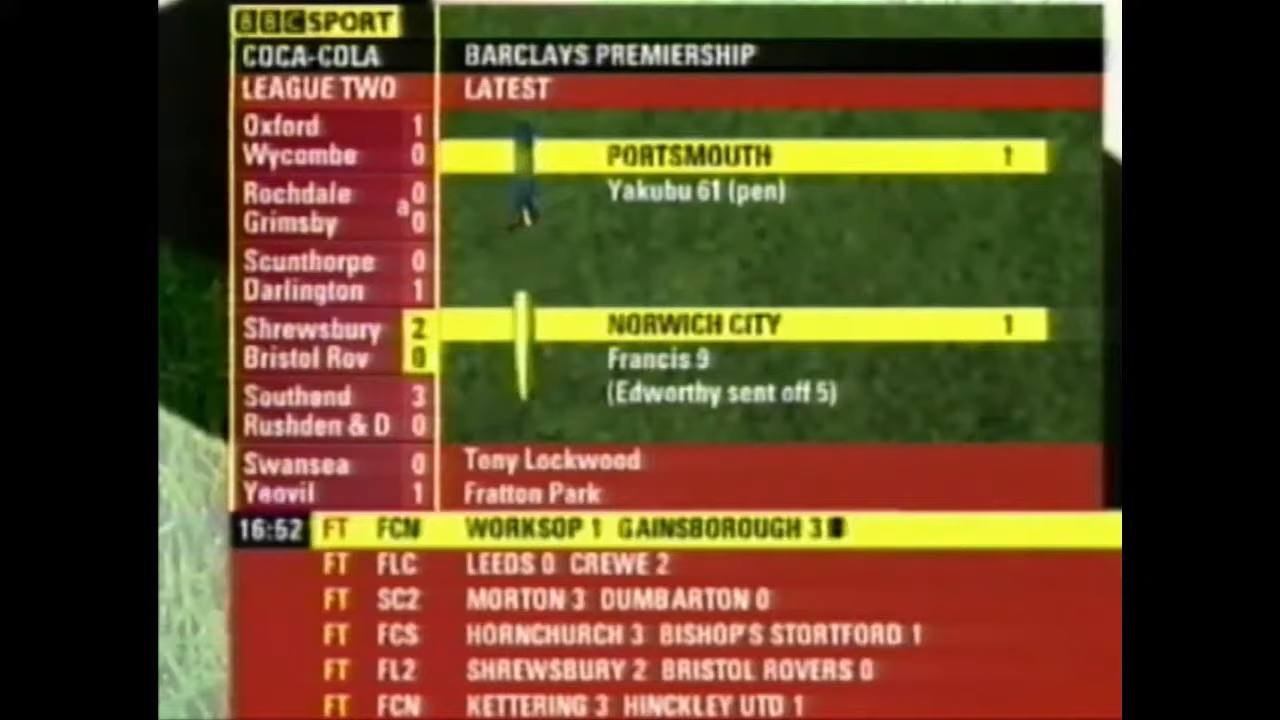 BBC SPORT
COCA-COLA
LEAGUE TWO
Oxford 1
Wycombe 0
Rochdale 0
a
Grimsby 0
Scunthorpe 0
Darlington 1
Shrewsbury 2
Bristol Rov 0
Southend 3
Rushden & D 0
Swansea 0
Yeovil 1
BARCLAYS PREMIERSHIP
LATEST
PORTSMOUTH 1
Yakubu 61 (pen)
NORWICH CITY 1
Francis 9
(Edworthy sent off 5)
Tony Lockwood
Fratton Park
16:52 FT FCN WORKSOP 1 GAINSBOROUGH 3
FT FLC LEEDS 0 CREWE 2
FT SC2 MORTON 3 DUMBARTON 0
FT FCS HORNCHURCH 3 BISHOP'S STORTFORD 1
FT FL2 SHREWSBURY 2 BRISTOL ROVERS 0
FT FCN KETTERING 3 HINCKLEY UTD 1